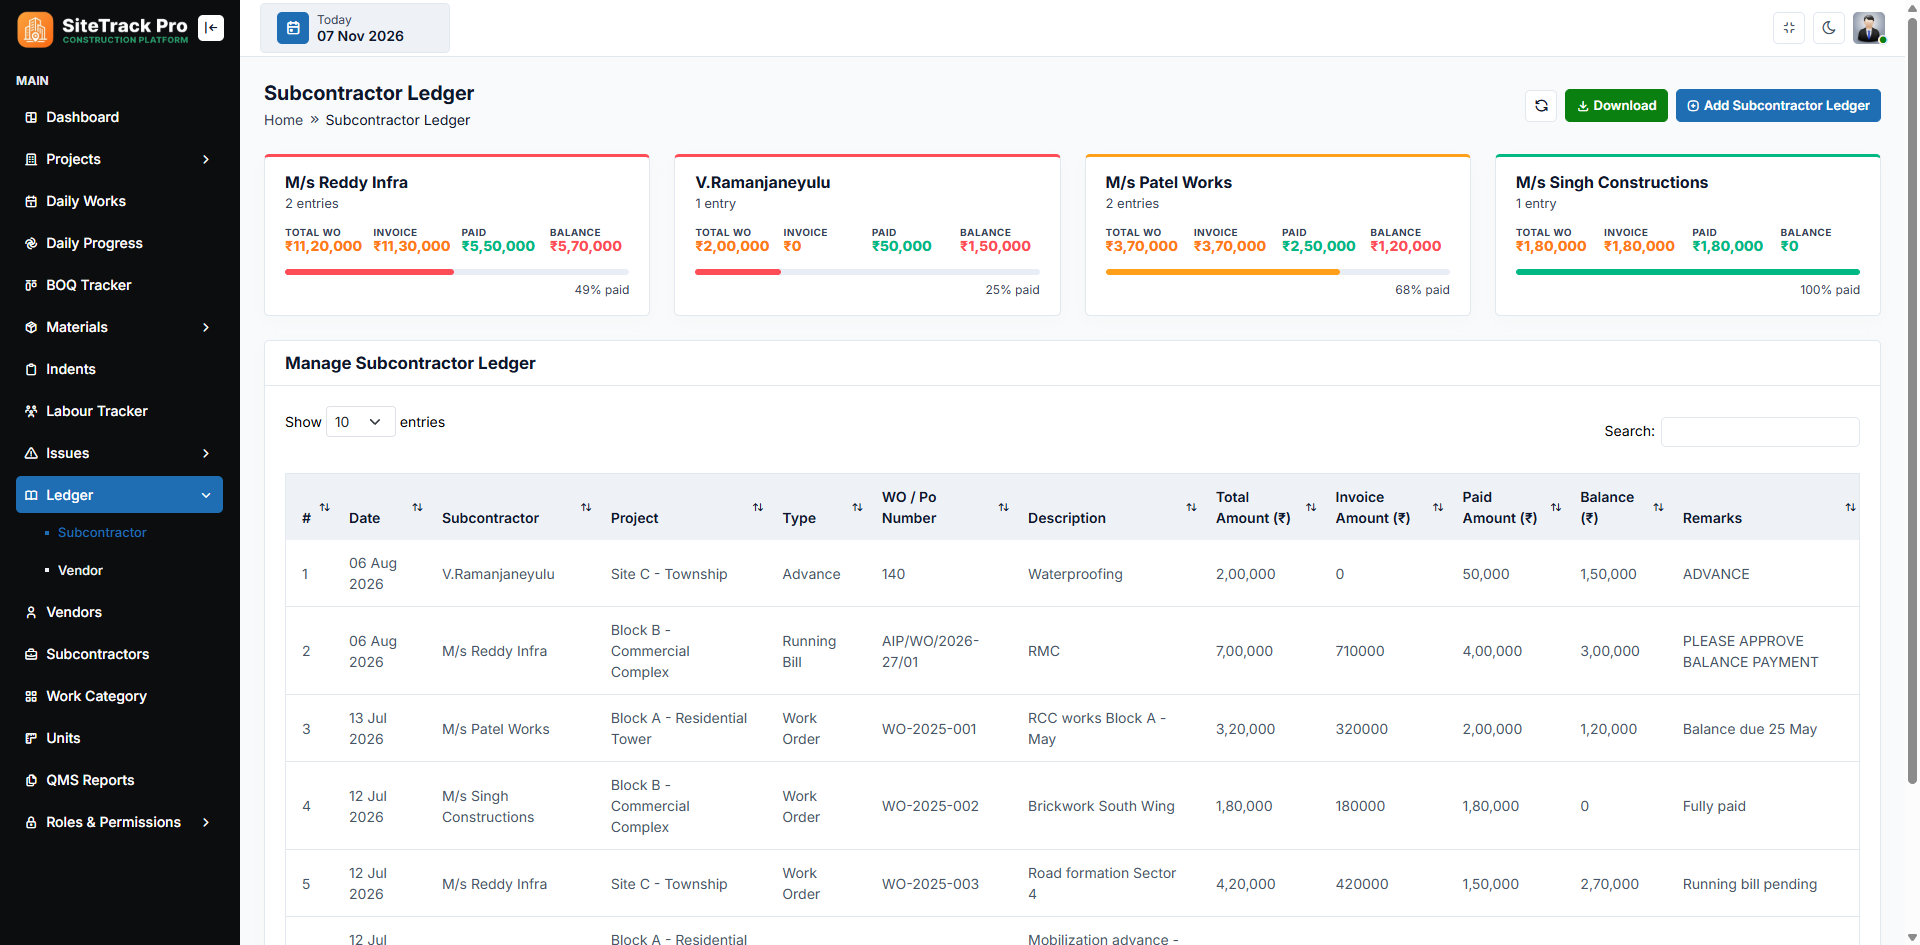 SiteTrack Pro
CONSTRUCTION PLATFORM
Today
07 Nov 2026
MAIN
Dashboard
Projects
Daily Works
Daily Progress
BOQ Tracker
Materials
Indents
Labour Tracker
Issues
Ledger
Subcontractor
Vendor
Vendors
Subcontractors
Work Category
Units
QMS Reports
Roles & Permissions
Subcontractor Ledger
Home » Subcontractor Ledger
Download
Add Subcontractor Ledger
M/s Reddy Infra
2 entries
TOTAL WO INVOICE PAID BALANCE
₹11,20,000 ₹11,30,000 ₹5,50,000 ₹5,70,000
49% paid
V.Ramanjaneyulu
1 entry
TOTAL WO INVOICE PAID BALANCE
₹2,00,000 ₹0 ₹50,000 ₹1,50,000
25% paid
M/s Patel Works
2 entries
TOTAL WO INVOICE PAID BALANCE
₹3,70,000 ₹3,70,000 ₹2,50,000 ₹1,20,000
68% paid
M/s Singh Constructions
1 entry
TOTAL WO INVOICE PAID BALANCE
₹1,80,000 ₹1,80,000 ₹1,80,000 ₹0
100% paid
Manage Subcontractor Ledger
Show 10 entries
Search:
# Date Subcontractor Project Type WO / Po Number Description Total Amount (₹) Invoice Amount (₹) Paid Amount (₹) Balance (₹) Remarks
1 06 Aug 2026 V.Ramanjaneyulu Site C - Township Advance 140 Waterproofing 2,00,000 0 50,000 1,50,000 ADVANCE
2 06 Aug 2026 M/s Reddy Infra Block B - Commercial Complex Running Bill AIP/WO/2026-27/01 RMC 7,00,000 710000 4,00,000 3,00,000 PLEASE APPROVE BALANCE PAYMENT
3 13 Jul 2026 M/s Patel Works Block A - Residential Tower Work Order WO-2025-001 RCC works Block A - May 3,20,000 320000 2,00,000 1,20,000 Balance due 25 May
4 12 Jul 2026 M/s Singh Constructions Block B - Commercial Complex Work Order WO-2025-002 Brickwork South Wing 1,80,000 180000 1,80,000 0 Fully paid
5 12 Jul 2026 M/s Reddy Infra Site C - Township Work Order WO-2025-003 Road formation Sector 4 4,20,000 420000 1,50,000 2,70,000 Running bill pending
12 Jul Block A - Residential Mobilization advance -